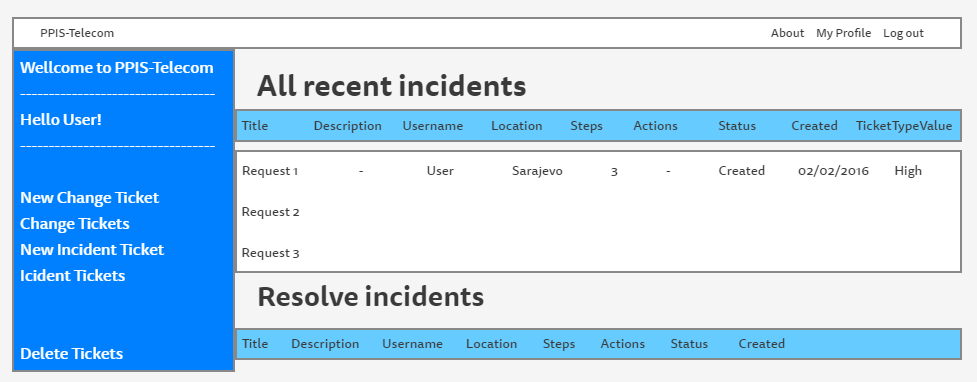 PPIS-Telecom About My Profile Log out
Wellcome to PPIS-Telecom
----------------------------------
Hello User!
----------------------------------
New Change Ticket
Change Tickets
New Incident Ticket
Icident Tickets
Delete Tickets
All recent incidents
Title Description Username Location Steps Actions Status Created TicketTypeValue
Request 1 - User Sarajevo 3 - Created 02/02/2016 High
Request 2
Request 3
Resolve incidents
Title Description Username Location Steps Actions Status Created